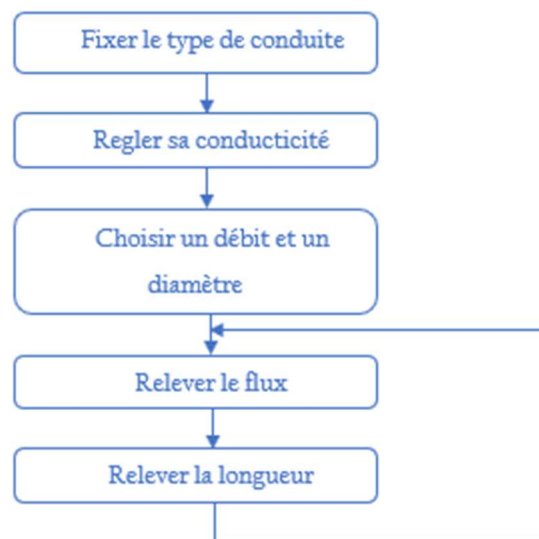 Fixer le type de conduite
Regler sa conducticité
Choisir un débit et un
diamètre
Relever le flux
Relever la longueur